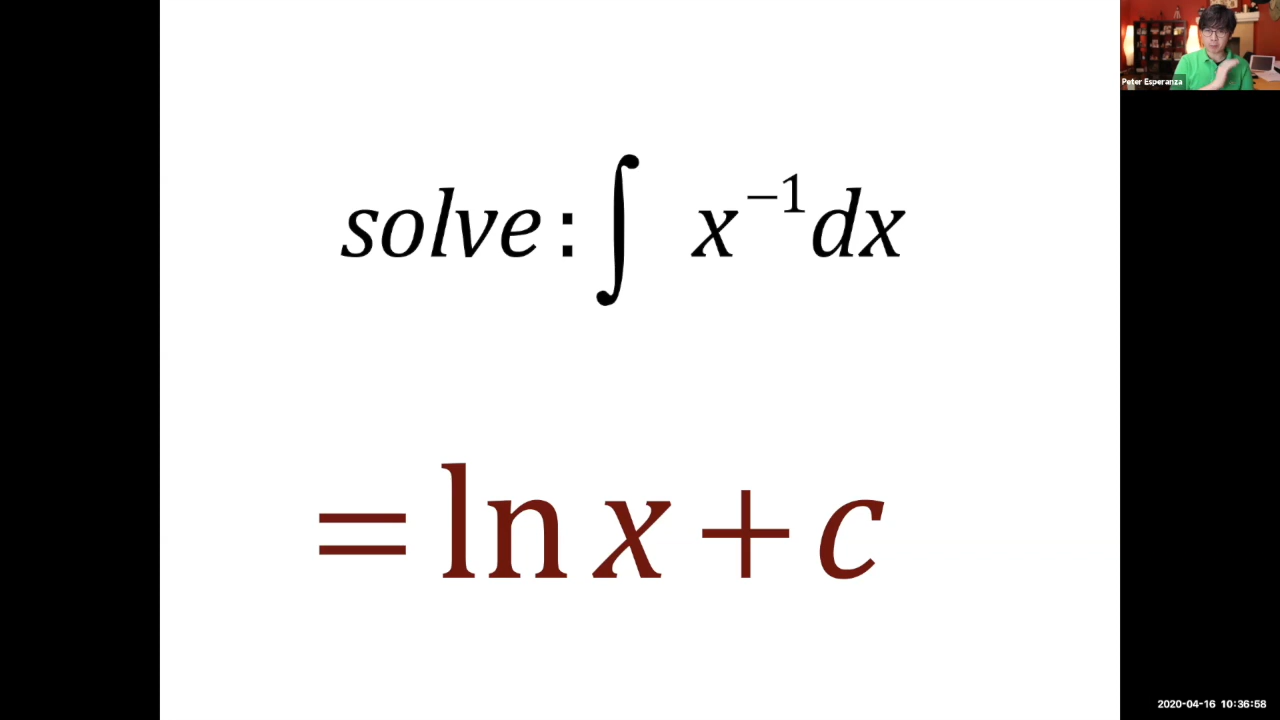 Peter Esperanza
solve: ∫ x⁻¹dx
= ln x + c
2020-04-16 10:36:58